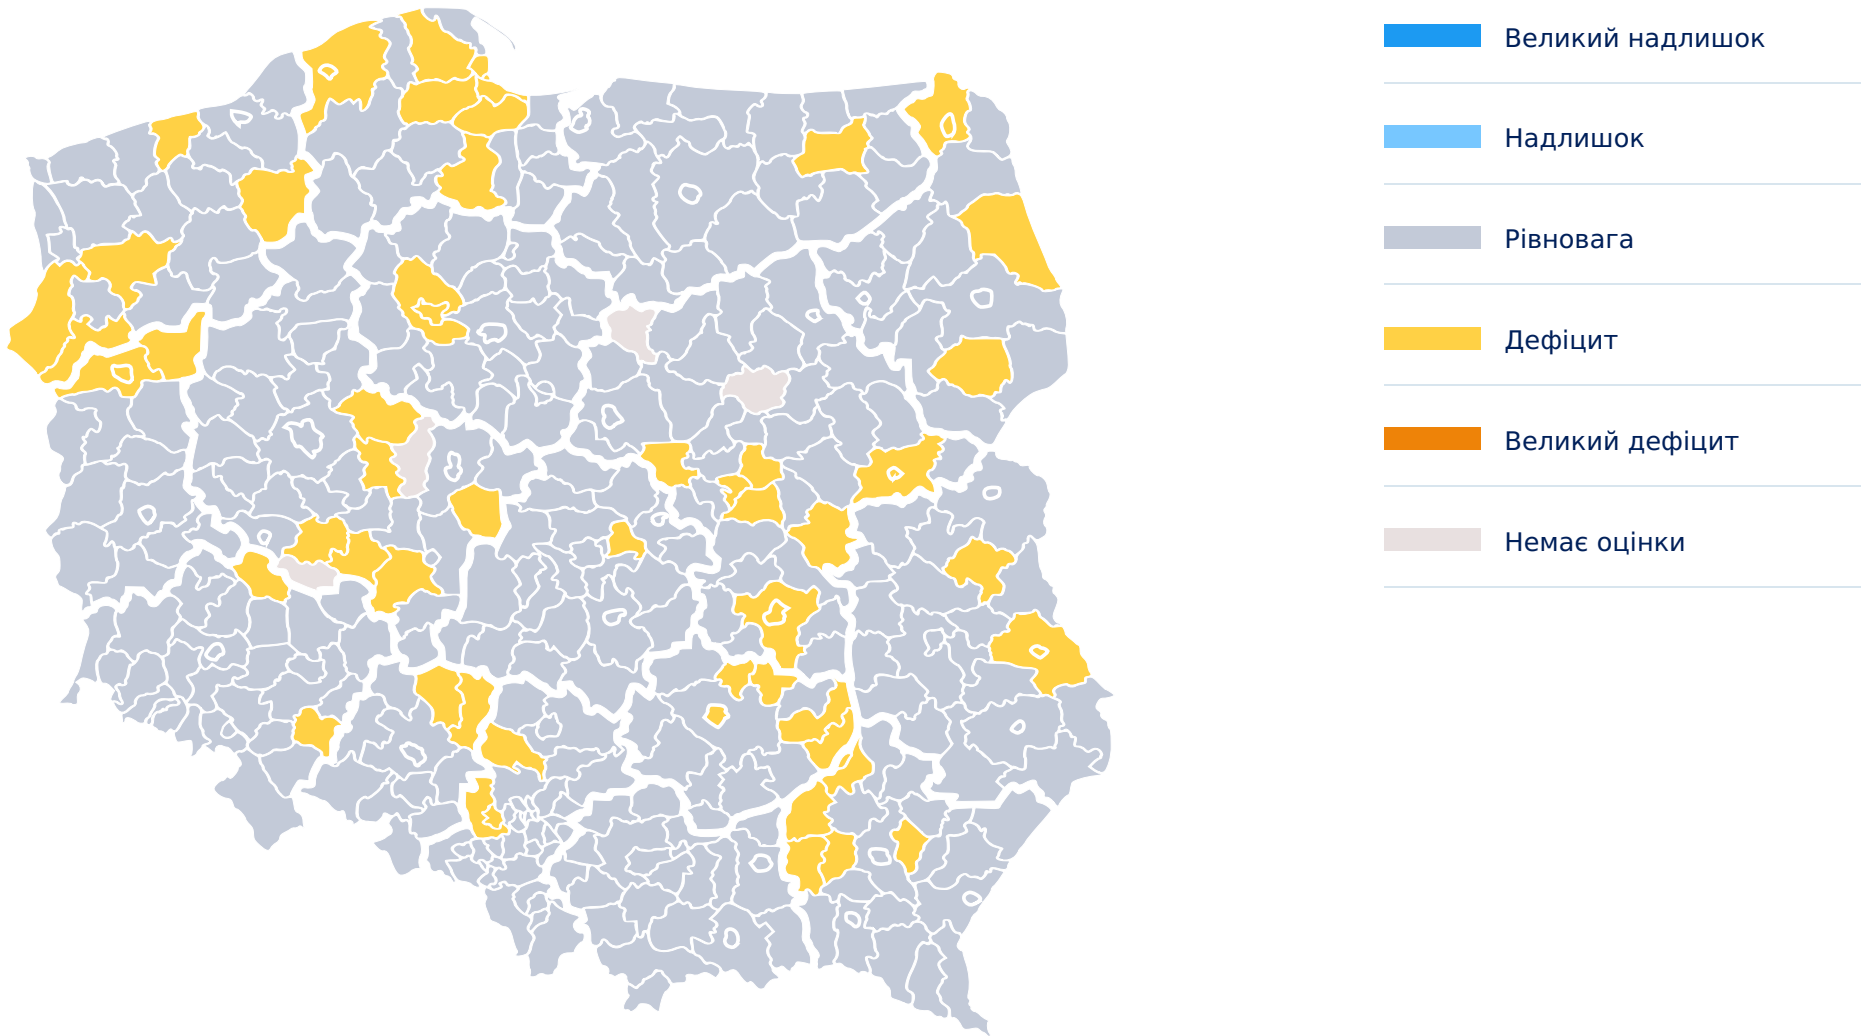 Великий надлишок
Надлишок
Рівновага
Дефіцит
Великий дефіцит
Немає оцінки